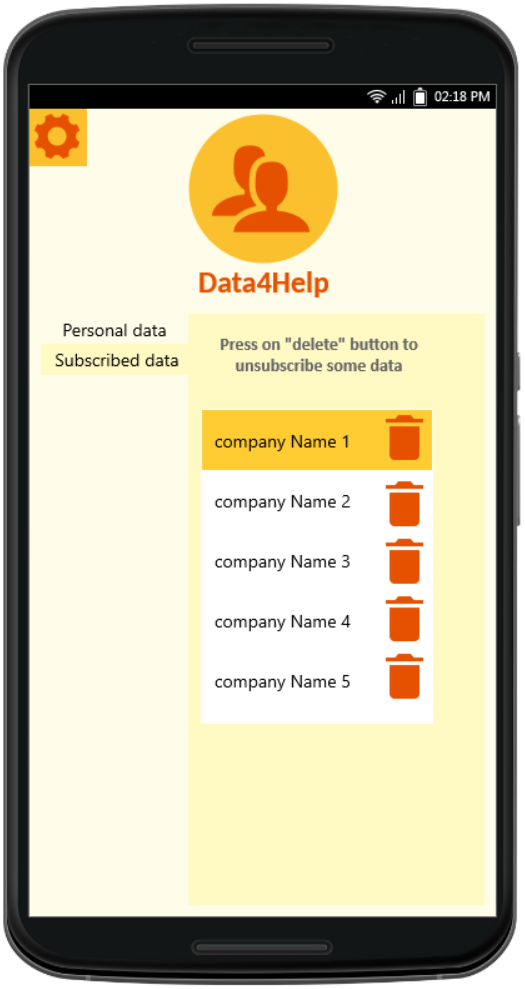 02:18 PM
Data4Help
Personal data
Subscribed data
Press on "delete" button to
unsubscribe some data
company Name 1
company Name 2
company Name 3
company Name 4
company Name 5